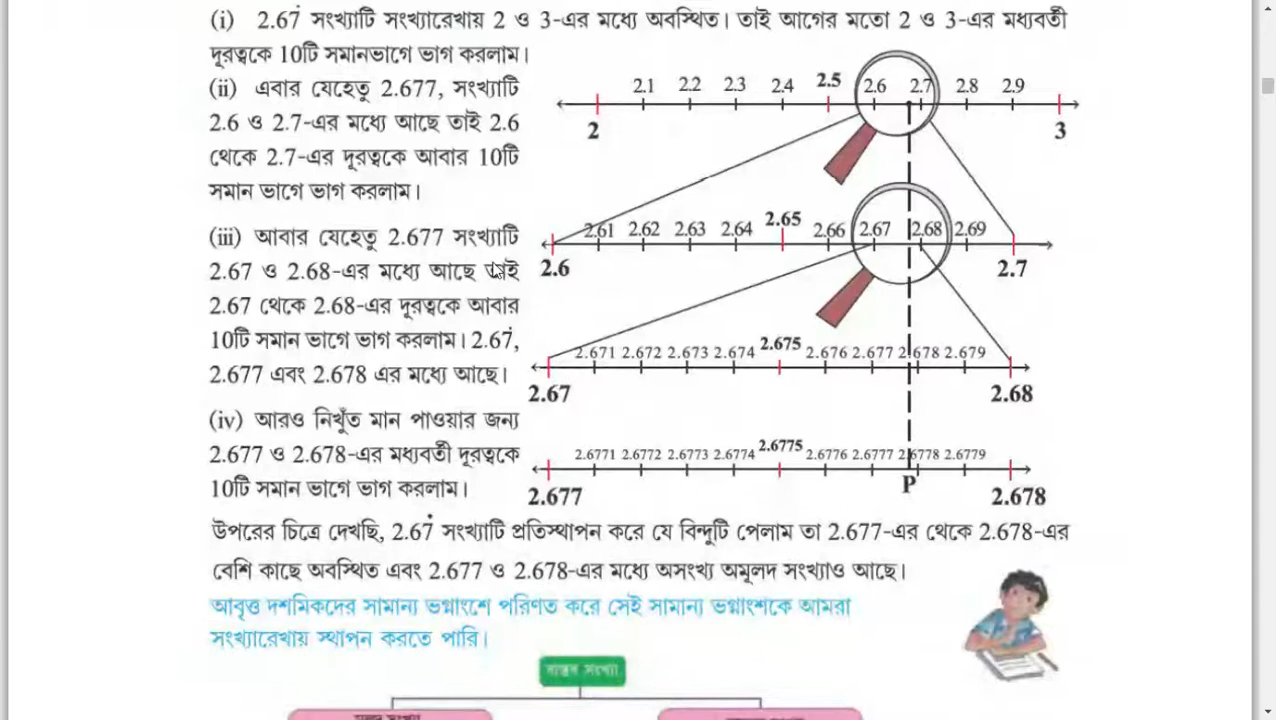 (i) 2.67̇ সংখ্যাটি সংখ্যারেখায় 2 ও 3-এর মধ্যে অবস্থিত। তাই আগের মতো 2 ও 3-এর মধ্যবর্তী
দূরত্বকে 10টি সমানভাগে ভাগ করলাম।
(ii) এবার যেহেতু 2.677, সংখ্যাটি
2.6 ও 2.7-এর মধ্যে আছে তাই 2.6
থেকে 2.7-এর দূরত্বকে আবার 10টি
সমান ভাগে ভাগ করলাম।
2.1 2.2 2.3 2.4 2.5 2.6 2.7 2.8 2.9
2 3
(iii) আবার যেহেতু 2.677 সংখ্যাটি
2.67 ও 2.68-এর মধ্যে আছে তাই
2.67 থেকে 2.68-এর দূরত্বকে আবার
10টি সমান ভাগে ভাগ করলাম। 2.67̇,
2.677 এবং 2.678 এর মধ্যে আছে।
2.61 2.62 2.63 2.64 2.65 2.66 2.67 2.68 2.69
2.6 2.7
2.671 2.672 2.673 2.674 2.675 2.676 2.677 2.678 2.679
2.67 2.68
(iv) আরও নিখুঁত মান পাওয়ার জন্য
2.677 ও 2.678-এর মধ্যবর্তী দূরত্বকে
10টি সমান ভাগে ভাগ করলাম।
2.6771 2.6772 2.6773 2.6774 2.6775 2.6776 2.6777 2.6778 2.6779
2.677 P 2.678
উপরের চিত্রে দেখছি, 2.67̇ সংখ্যাটি প্রতিস্থাপন করে যে বিন্দুটি পেলাম তা 2.677-এর থেকে 2.678-এর
বেশি কাছে অবস্থিত এবং 2.677 ও 2.678-এর মধ্যে অসংখ্য অমূলদ সংখ্যাও আছে।
আবৃত্ত দশমিকদের সামান্য ভগ্নাংশে পরিণত করে সেই সামান্য ভগ্নাংশকে আমরা
সংখ্যারেখায় স্থাপন করতে পারি।
বাস্তব সংখ্যা